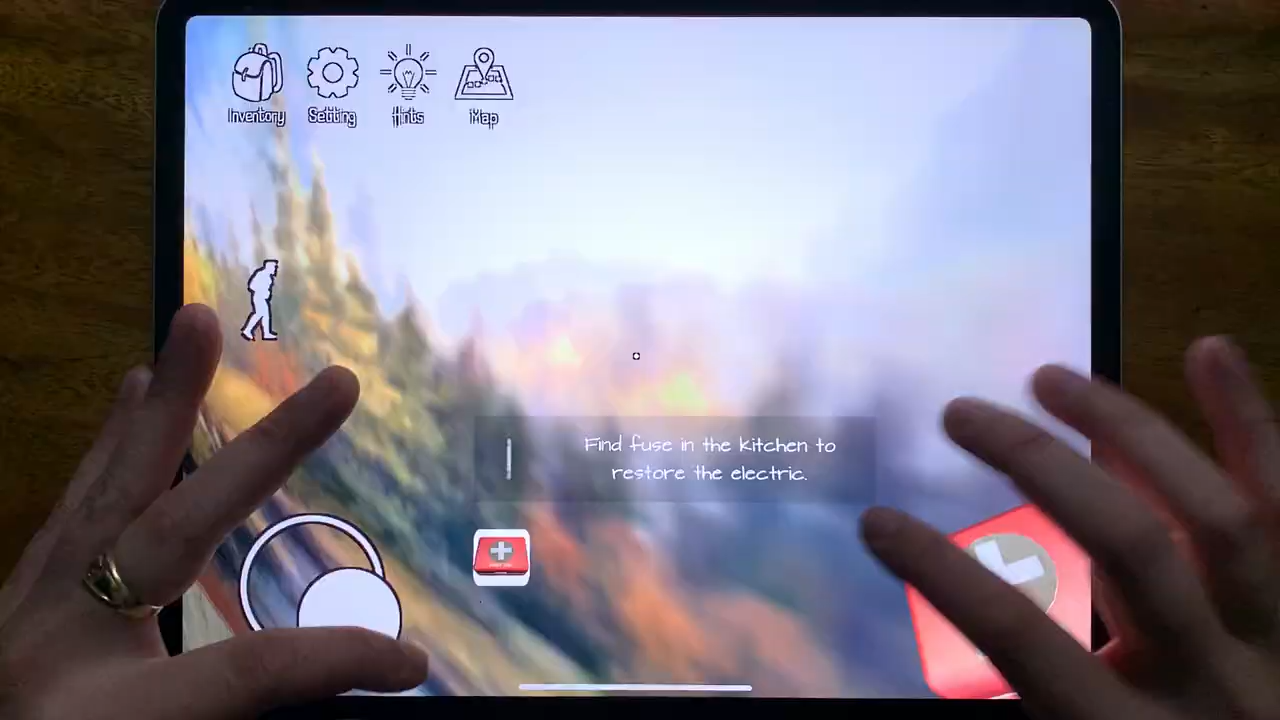 Inventory
Setting
Hints
Map
Find fuse in the kitchen to
restore the electric.